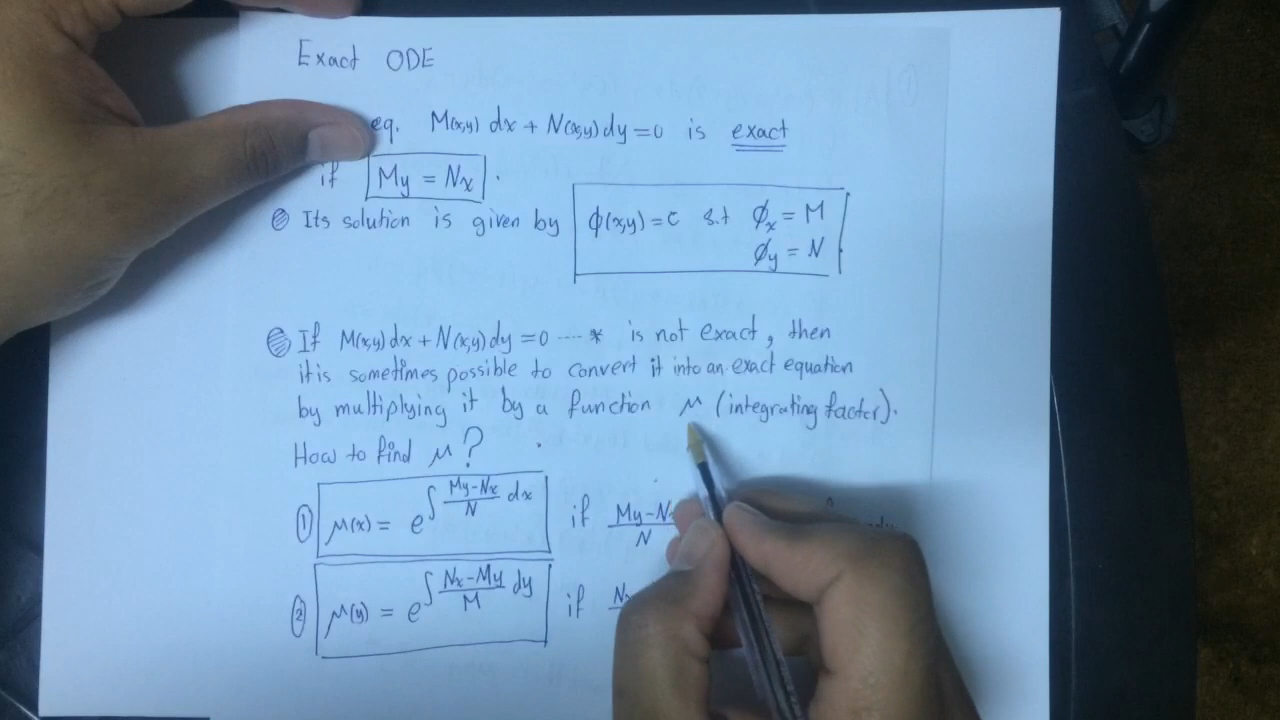 Exact ODE
eq. M(x,y) dx + N(x,y) dy = 0 is exact
if My = Nx .
Its solution is given by ϕ(x,y) = c s.t ϕx = M
ϕy = N
If M(x,y) dx + N(x,y) dy = 0 ---- * is not exact, then
it is sometimes possible to convert it into an exact equation
by multiplying it by a function μ (integrating factor).
How to find μ?
① μ(x) = e^∫ (My-Nx)/N dx if My-N /N
② μ(y) = e^∫ (Nx-My)/M dy if